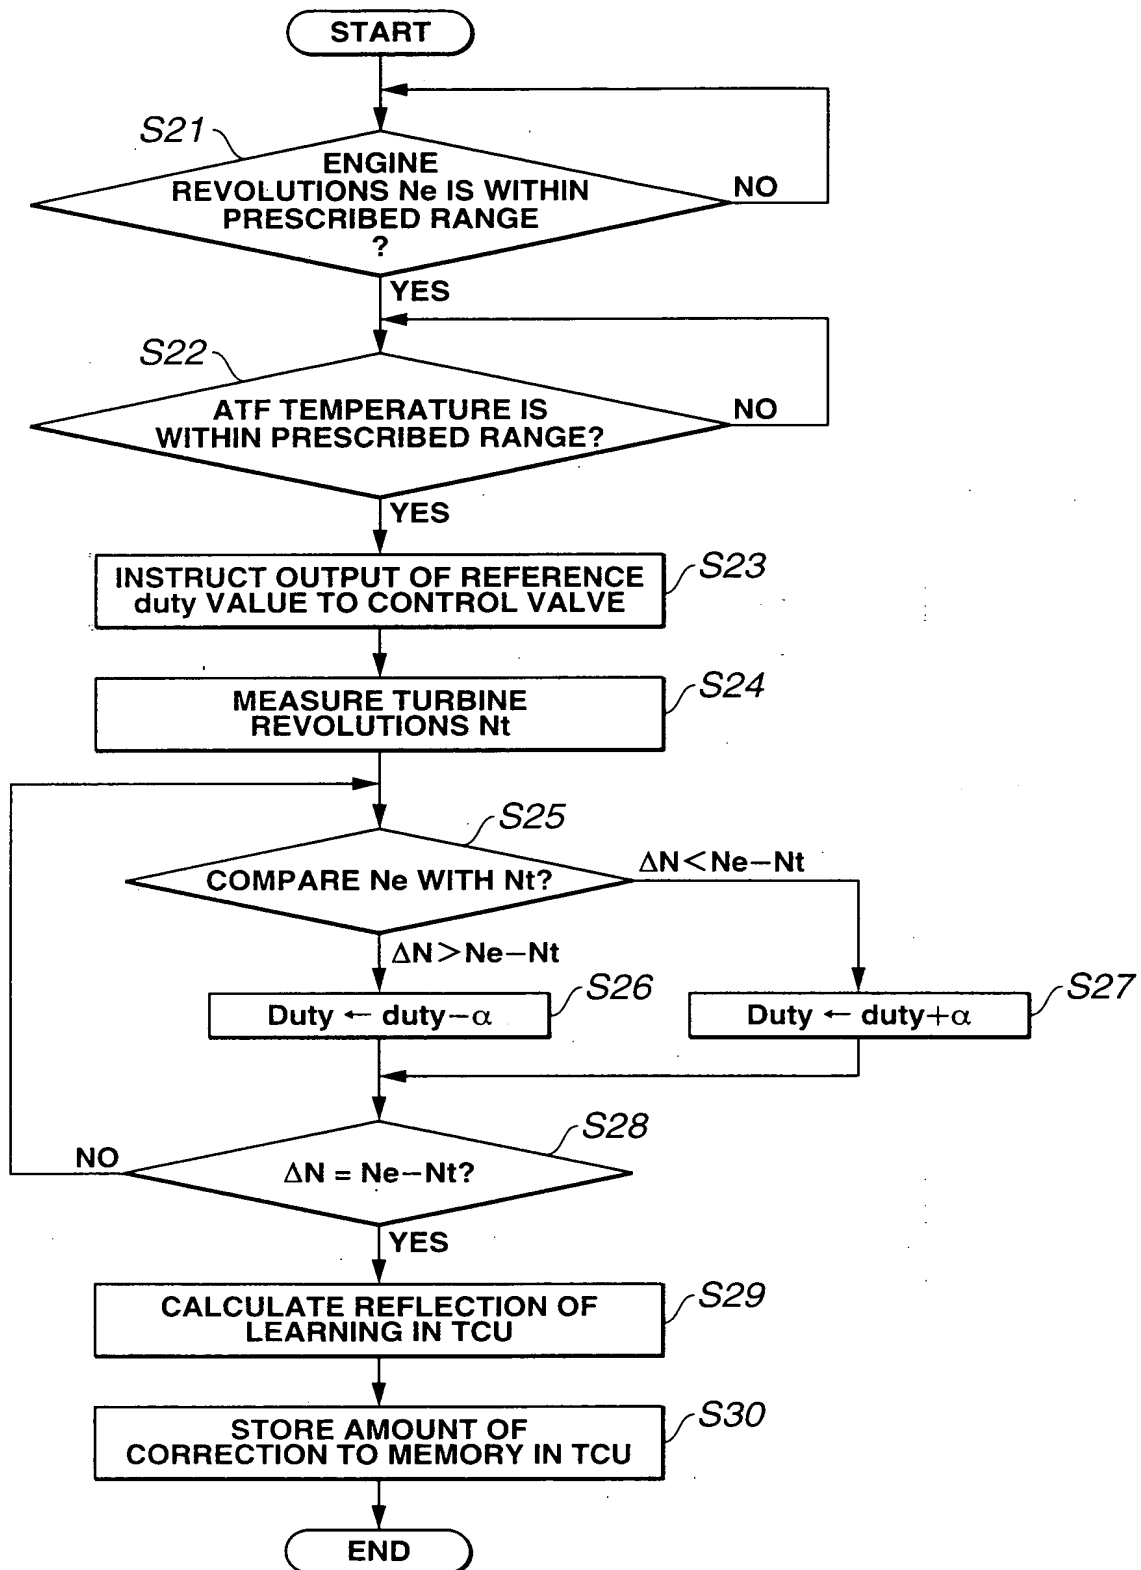 START
S21
ENGINE
REVOLUTIONS Ne IS WITHIN
PRESCRIBED RANGE
?
NO
YES
S22
ATF TEMPERATURE IS
WITHIN PRESCRIBED RANGE?
NO
YES
S23
INSTRUCT OUTPUT OF REFERENCE
duty VALUE TO CONTROL VALVE
S24
MEASURE TURBINE
REVOLUTIONS Nt
S25
COMPARE Ne WITH Nt?
ΔN<Ne−Nt
ΔN>Ne−Nt
S26
Duty ← duty−α
S27
Duty ← duty+α
S28
ΔN = Ne−Nt?
NO
YES
S29
CALCULATE REFLECTION OF
LEARNING IN TCU
S30
STORE AMOUNT OF
CORRECTION TO MEMORY IN TCU
END